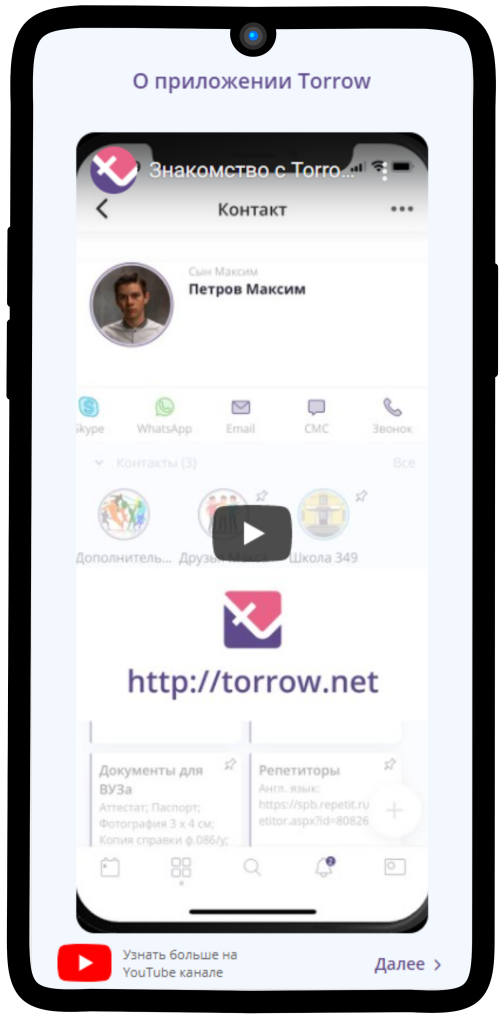 О приложении Torrow
Знакомство с Torro...
Контакт
Сын Максим
Петров Максим
Skype
WhatsApp
Email
СМС
Звонок
Контакты (3)
Все
Дополнитель...
Друзья Макса
Школа 349
http://torrow.net
Документы для
ВУЗа
Аттестат; Паспорт;
Фотография 3 х 4 см;
Копия справки ф.086/у;
Репетиторы
Англ. язык:
https://spb.repetit.ru
etitor.aspx?id=80826
2
Узнать больше на
YouTube канале
Далее